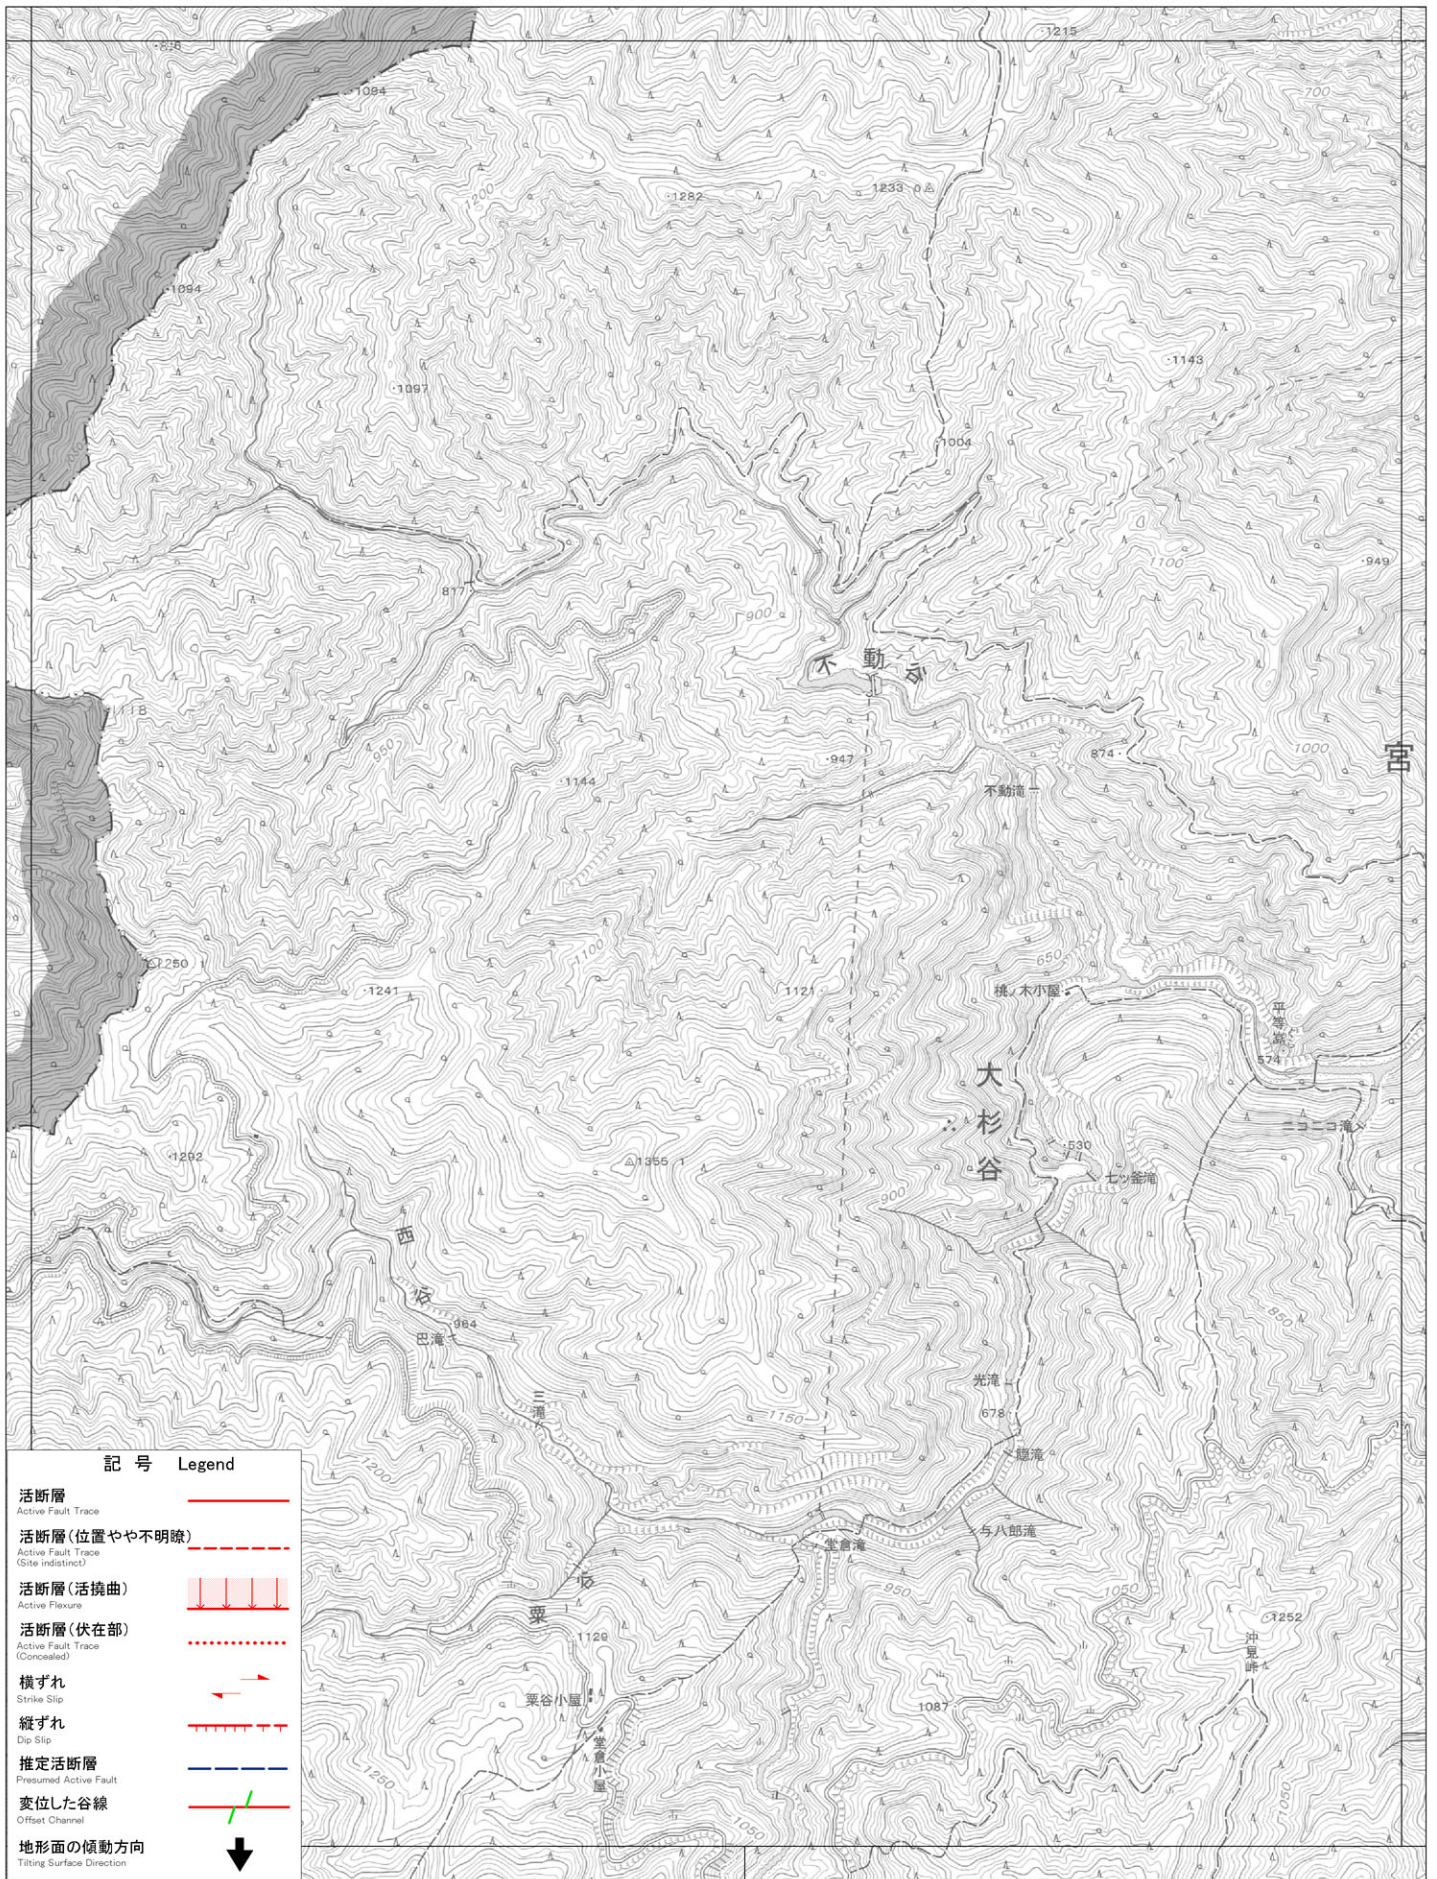 ・1215
・816
・1094
700
・1282
1233.0
1200
・1094
・1143
・1097
・1004
1100
・949
817・
900
不動谷
・1118
950
・947
874・
1000
宮
・1144
不動滝
1250.1
1100
650
・1241
1121・
桃ノ木小屋
平等嵓
574
大杉谷
ニコニコ滝
・530
・1292
1355.1
七ッ釜滝
900
西ノ谷
850
・964
巴滝
光滝
三滝
1150
678・
隠滝
1200
与八郎滝
堂倉滝
950
1050
粟谷
・1252
1129
沖見峠
粟谷小屋
1087・
堂倉小屋
1250
1050
1050
記号 Legend
活断層
Active Fault Trace
活断層(位置やや不明瞭)
Active Fault Trace
(Site indistinct)
活断層(活撓曲)
Active Flexure
活断層(伏在部)
Active Fault Trace
(Concealed)
横ずれ
Strike Slip
縦ずれ
Dip Slip
推定活断層
Presumed Active Fault
変位した谷線
Offset Channel
地形面の傾動方向
Tilting Surface Direction